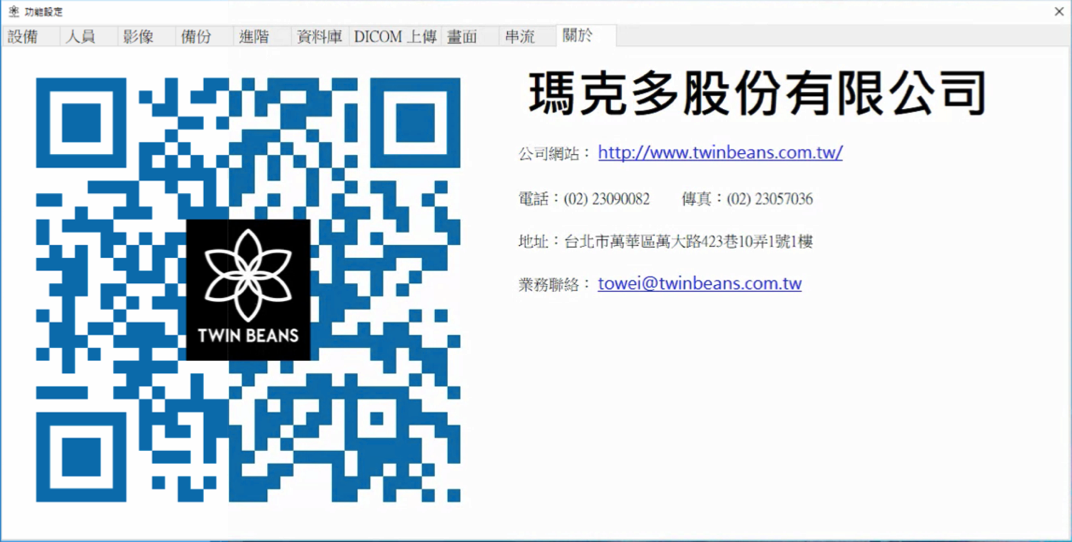 功能設定
設備 人員 影像 備份 進階 資料庫 DICOM 上傳 畫面 串流 關於
瑪克多股份有限公司
公司網站： http://www.twinbeans.com.tw/
電話：(02) 23090082 傳真：(02) 23057036
地址：台北市萬華區萬大路423巷10弄1號1樓
業務聯絡： towei@twinbeans.com.tw
TWIN BEANS